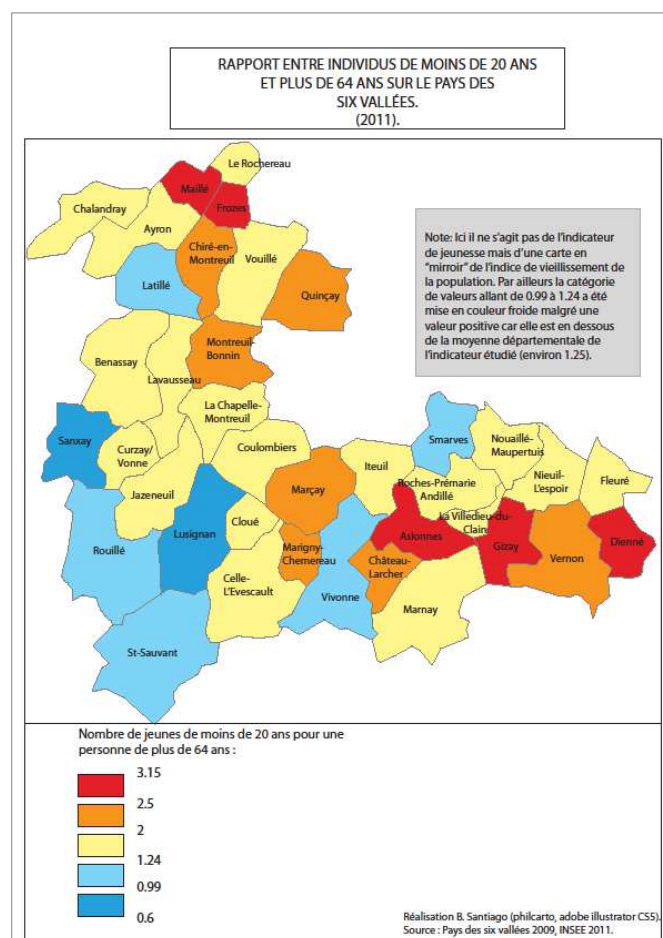 RAPPORT ENTRE INDIVIDUS DE MOINS DE 20 ANS
ET PLUS DE 64 ANS SUR LE PAYS DES
SIX VALLÉES.
(2011).
Le Rochereau
Maillé
Chalandray
Frozes
Ayron
Chiré-en-
Montreuil
Vouillé
Latillé
Quinçay
Note: Ici il ne s'agit pas de l'indicateur
de jeunesse mais d'une carte en
"mirroir" de l'indice de vieillissement de
la population. Par ailleurs la catégorie
de valeurs allant de 0.99 à 1.24 a été
mise en couleur froide malgré une
valeur positive car elle est en dessous
de la moyenne départementale de
l'indicateur étudié (environ 1.25).
Montreuil-
Bonnin
Benassay
Lavausseau
La Chapelle-
Montreuil
Sanxay
Curzay/
Vonne
Coulombiers
Smarves
Nouaillé-
Maupertuis
Iteuil
Jazeneuil
Marçay
Roches-Prémarie
Andillé
Nieuil-
L'espoir
Fleuré
La Villedieu-du-
Clain
Cloué
Rouillé
Lusignan
Aslonnes
Gizay
Vernon
Dienné
Marigny-
Chemereau
Château-
Larcher
Celle-
L'Evescault
Vivonne
Marnay
St-Sauvant
Nombre de jeunes de moins de 20 ans pour une
personne de plus de 64 ans :
3.15
2.5
2
1.24
0.99
0.6
Réalisation B. Santiago (philcarto, adobe illustrator CS5).
Source : Pays des six vallées 2009, INSEE 2011.